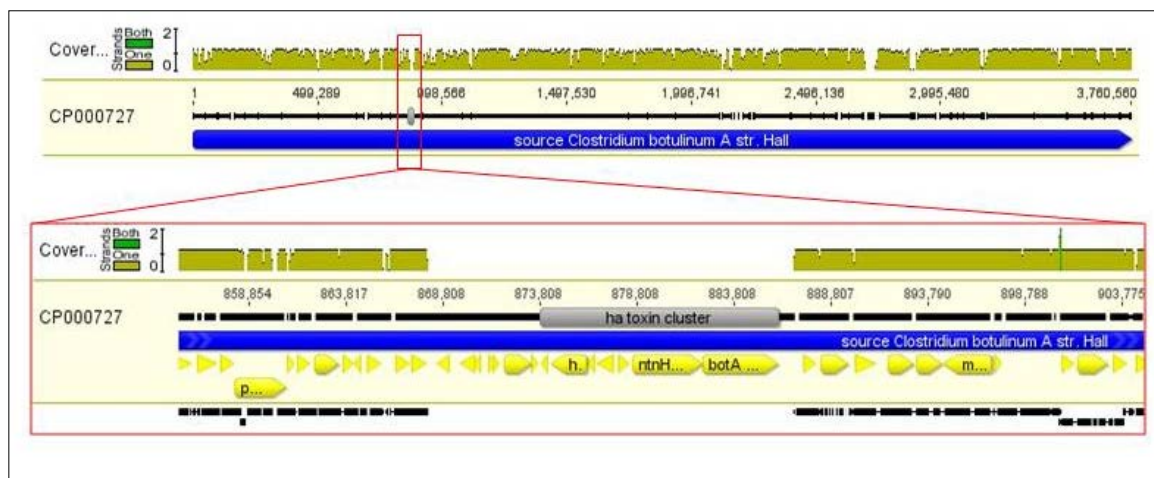 Cover... Strands Both One 2 0
1 499,289 998,566 1,497,530 1,996,741 2,496,136 2,995,480 3,760,560
CP000727
source Clostridium botulinum A str. Hall
Cover... Strands Both One 2 0
858,854 863,817 868,808 873,808 878,808 883,808 888,807 893,790 898,788 903,775
CP000727
ha toxin cluster
source Clostridium botulinum A str. Hall
h. ntnH... botA ... m...
p...